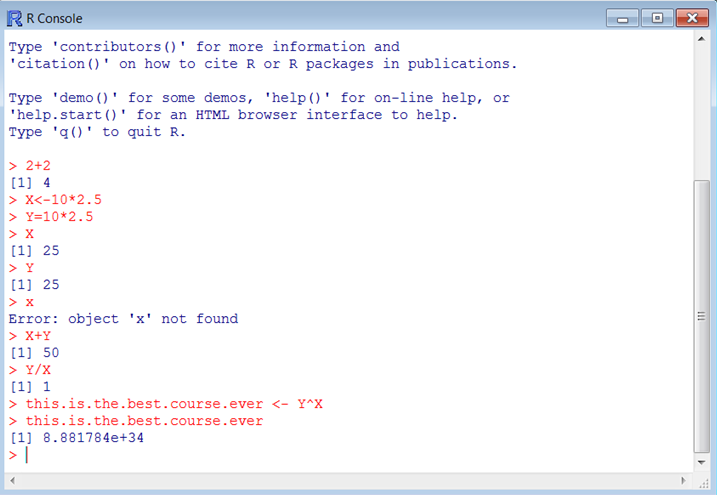 R Console
Type 'contributors()' for more information and
'citation()' on how to cite R or R packages in publications.
Type 'demo()' for some demos, 'help()' for on-line help, or
'help.start()' for an HTML browser interface to help.
Type 'q()' to quit R.
> 2+2
[1] 4
> X<-10*2.5
> Y=10*2.5
> X
[1] 25
> Y
[1] 25
> x
Error: object 'x' not found
> X+Y
[1] 50
> Y/X
[1] 1
> this.is.the.best.course.ever <- Y^X
> this.is.the.best.course.ever
[1] 8.881784e+34
>